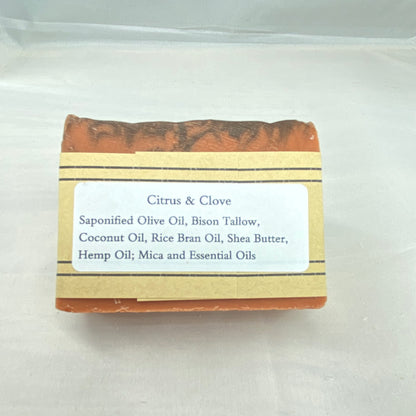 Citrus & Clove
Saponified Olive Oil, Bison Tallow,
Coconut Oil, Rice Bran Oil, Shea Butter,
Hemp Oil; Mica and Essential Oils